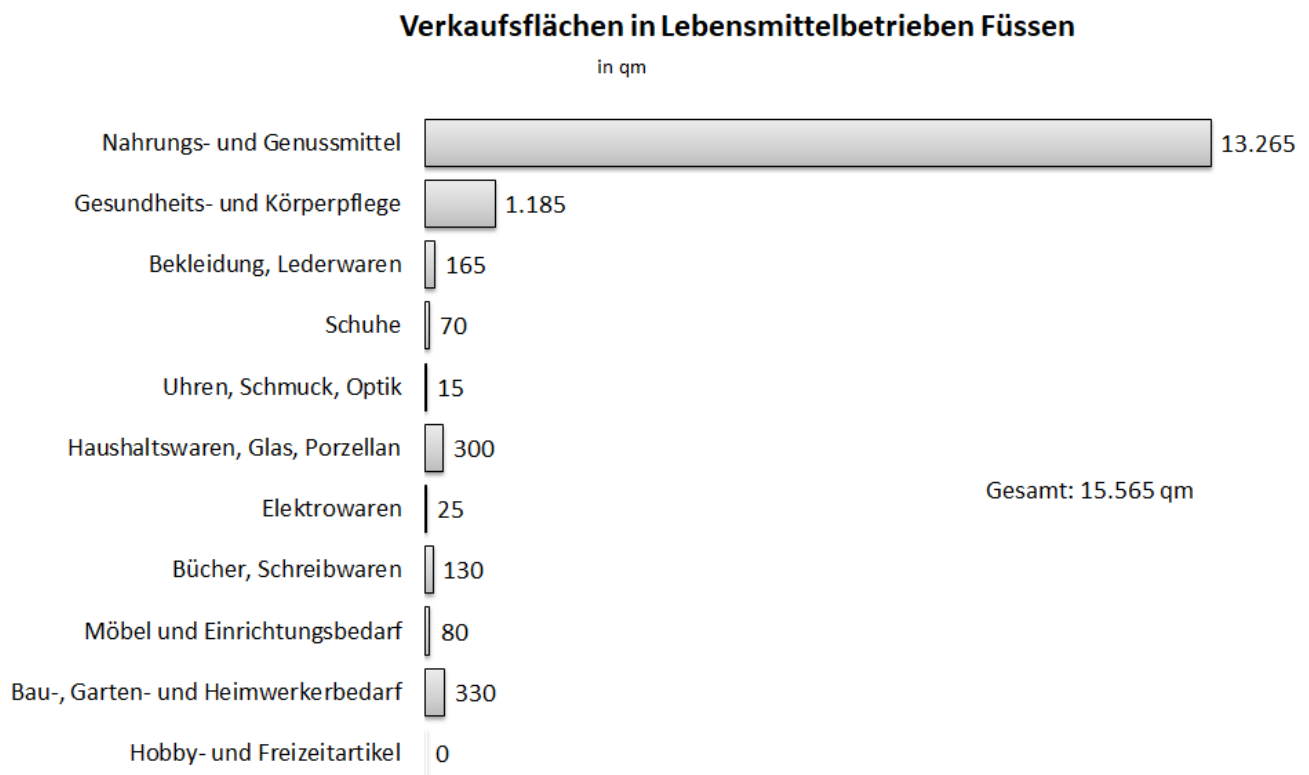 Verkaufsflächen in Lebensmittelbetrieben Füssen
in qm
Nahrungs- und Genussmittel 13.265
Gesundheits- und Körperpflege 1.185
Bekleidung, Lederwaren 165
Schuhe 70
Uhren, Schmuck, Optik 15
Haushaltswaren, Glas, Porzellan 300
Gesamt: 15.565 qm
Elektrowaren 25
Bücher, Schreibwaren 130
Möbel und Einrichtungsbedarf 80
Bau-, Garten- und Heimwerkerbedarf 330
Hobby- und Freizeitartikel 0